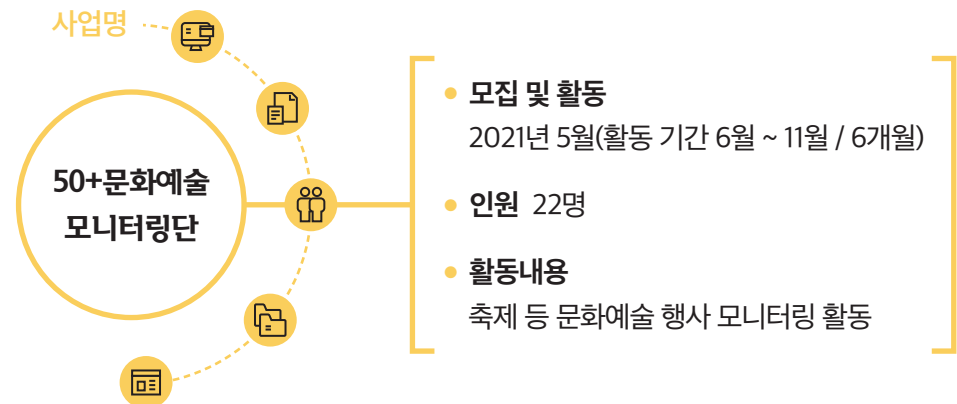 사업명
50+문화예술
모니터링단
모집 및 활동
2021년 5월(활동 기간 6월 ~ 11월 / 6개월)
인원 22명
활동내용
축제 등 문화예술 행사 모니터링 활동